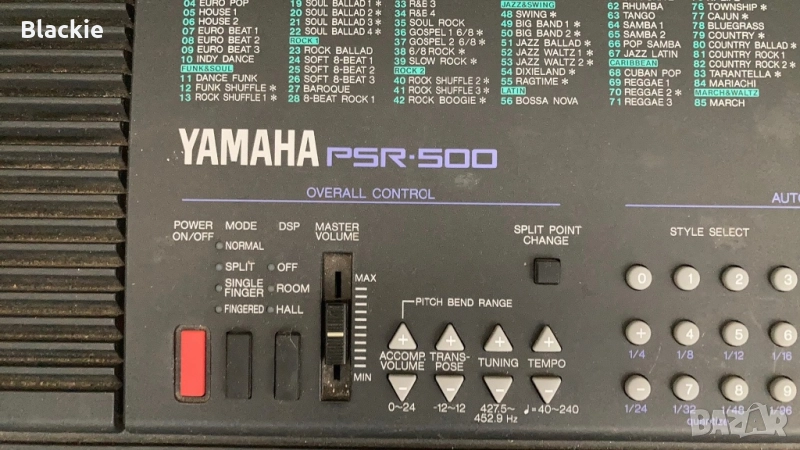 Blackie
04 EURO POP
05 HOUSE 1
06 HOUSE 2
07 EURO BEAT 1
08 EURO BEAT 2
09 EURO BEAT 3
10 INDY DANCE
FUNK&SOUL
11 DANCE FUNK
12 FUNK SHUFFLE *
13 ROCK SHUFFLE 1 *
19 SOUL BALLAD 1 *
20 SOUL BALLAD 2 *
21 SOUL BALLAD 3 *
22 SOUL BALLAD 4 *
ROCK 1
23 ROCK BALLAD
24 SOFT 8-BEAT 1
25 SOFT 8-BEAT 2
26 SOFT 8-BEAT 3
27 BAROQUE
28 8-BEAT ROCK 1
33 R&E 3
34 R&E 4
35 SOUL ROCK
36 GOSPEL 1 6/8 *
37 GOSPEL 2 6/8 *
38 6/8 ROCK *
39 SLOW ROCK *
ROCK 2
40 ROCK SHUFFLE 2 *
41 ROCK SHUFFLE 3 *
42 ROCK BOOGIE *
JAZZ&SWING
48 SWING *
49 BIG BAND 1 *
50 BIG BAND 2 *
51 JAZZ BALLAD
52 JAZZ WALTZ 1 *
53 JAZZ WALTZ 2 *
54 DIXIELAND *
55 RAGTIME *
LATIN
56 BOSSA NOVA
62 RHUMBA
63 TANGO
64 SAMBA 1
65 SAMBA 2
66 POP SAMBA
67 JAZZ LATIN
CARIBBEAN
68 CUBAN POP
69 REGGAE 1
70 REGGAE 2 *
71 REGGAE 3
76 TOWNSHIP *
77 CAJUN *
78 BLUEGRASS
79 COUNTRY *
80 COUNTRY BALLAD *
81 COUNTRY ROCK 1
82 COUNTRY ROCK 2 *
83 TARANTELLA *
84 MARIACHI
MARCH&WALTZ
85 MARCH
YAMAHA PSR-500
OVERALL CONTROL
POWER
ON/OFF
MODE
NORMAL
SPLIT
SINGLE
FINGER
FINGERED
DSP
OFF
ROOM
HALL
MASTER
VOLUME
MAX
MIN
SPLIT POINT
CHANGE
PITCH BEND RANGE
ACCOMP.
VOLUME
0~24
TRANS-
POSE
-12~12
TUNING
427.5~
452.9 Hz
TEMPO
♩=40~240
AUTO
STYLE SELECT
0 1 2 3
+ 4 5 6
1/4 1/8 1/12 1/16
- 7 8 9
1/24 1/32 1/48 1/96
QUANTIZE
BAZAR